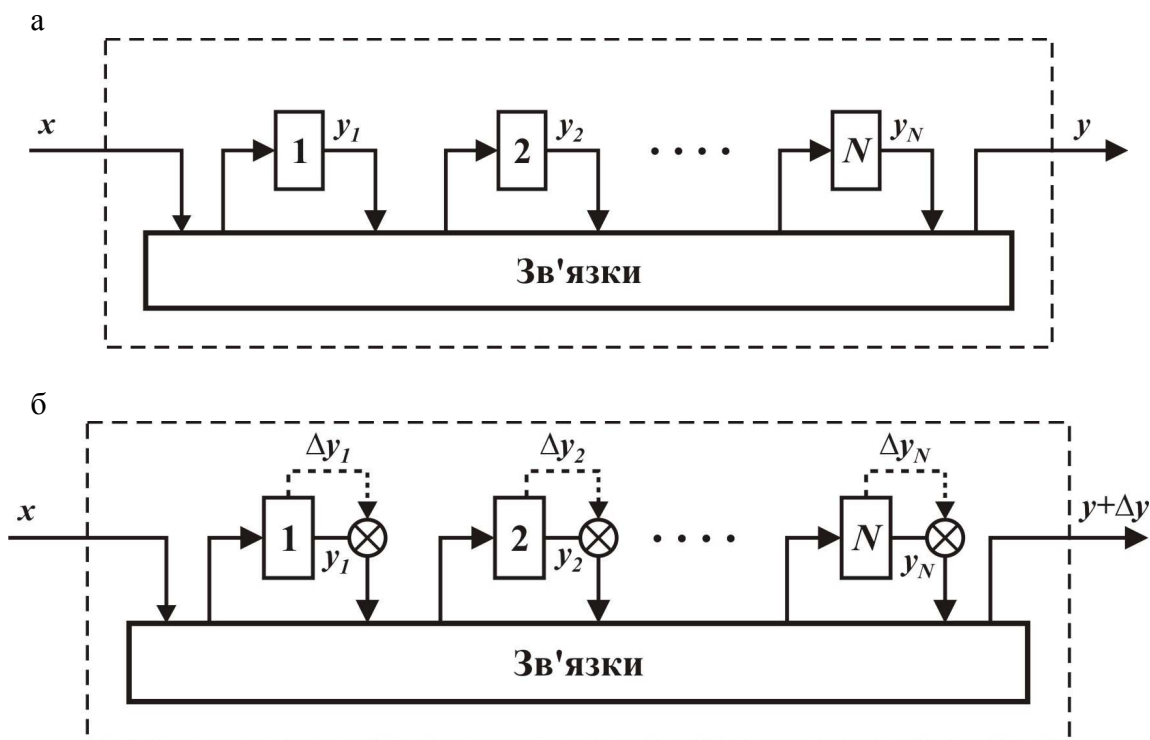 а
x 1 y1 2 y2 . . . . N yN y
Зв'язки
б
Δy1 Δy2 ΔyN
x 1 y1 2 y2 . . . . N yN y+Δy
Зв'язки